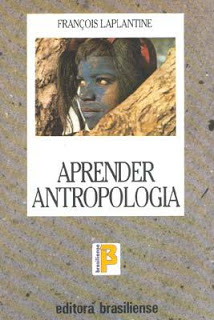 FRANÇOIS LAPLANTINE
APRENDER
ANTROPOLOGIA
brasiliense
editora brasiliense